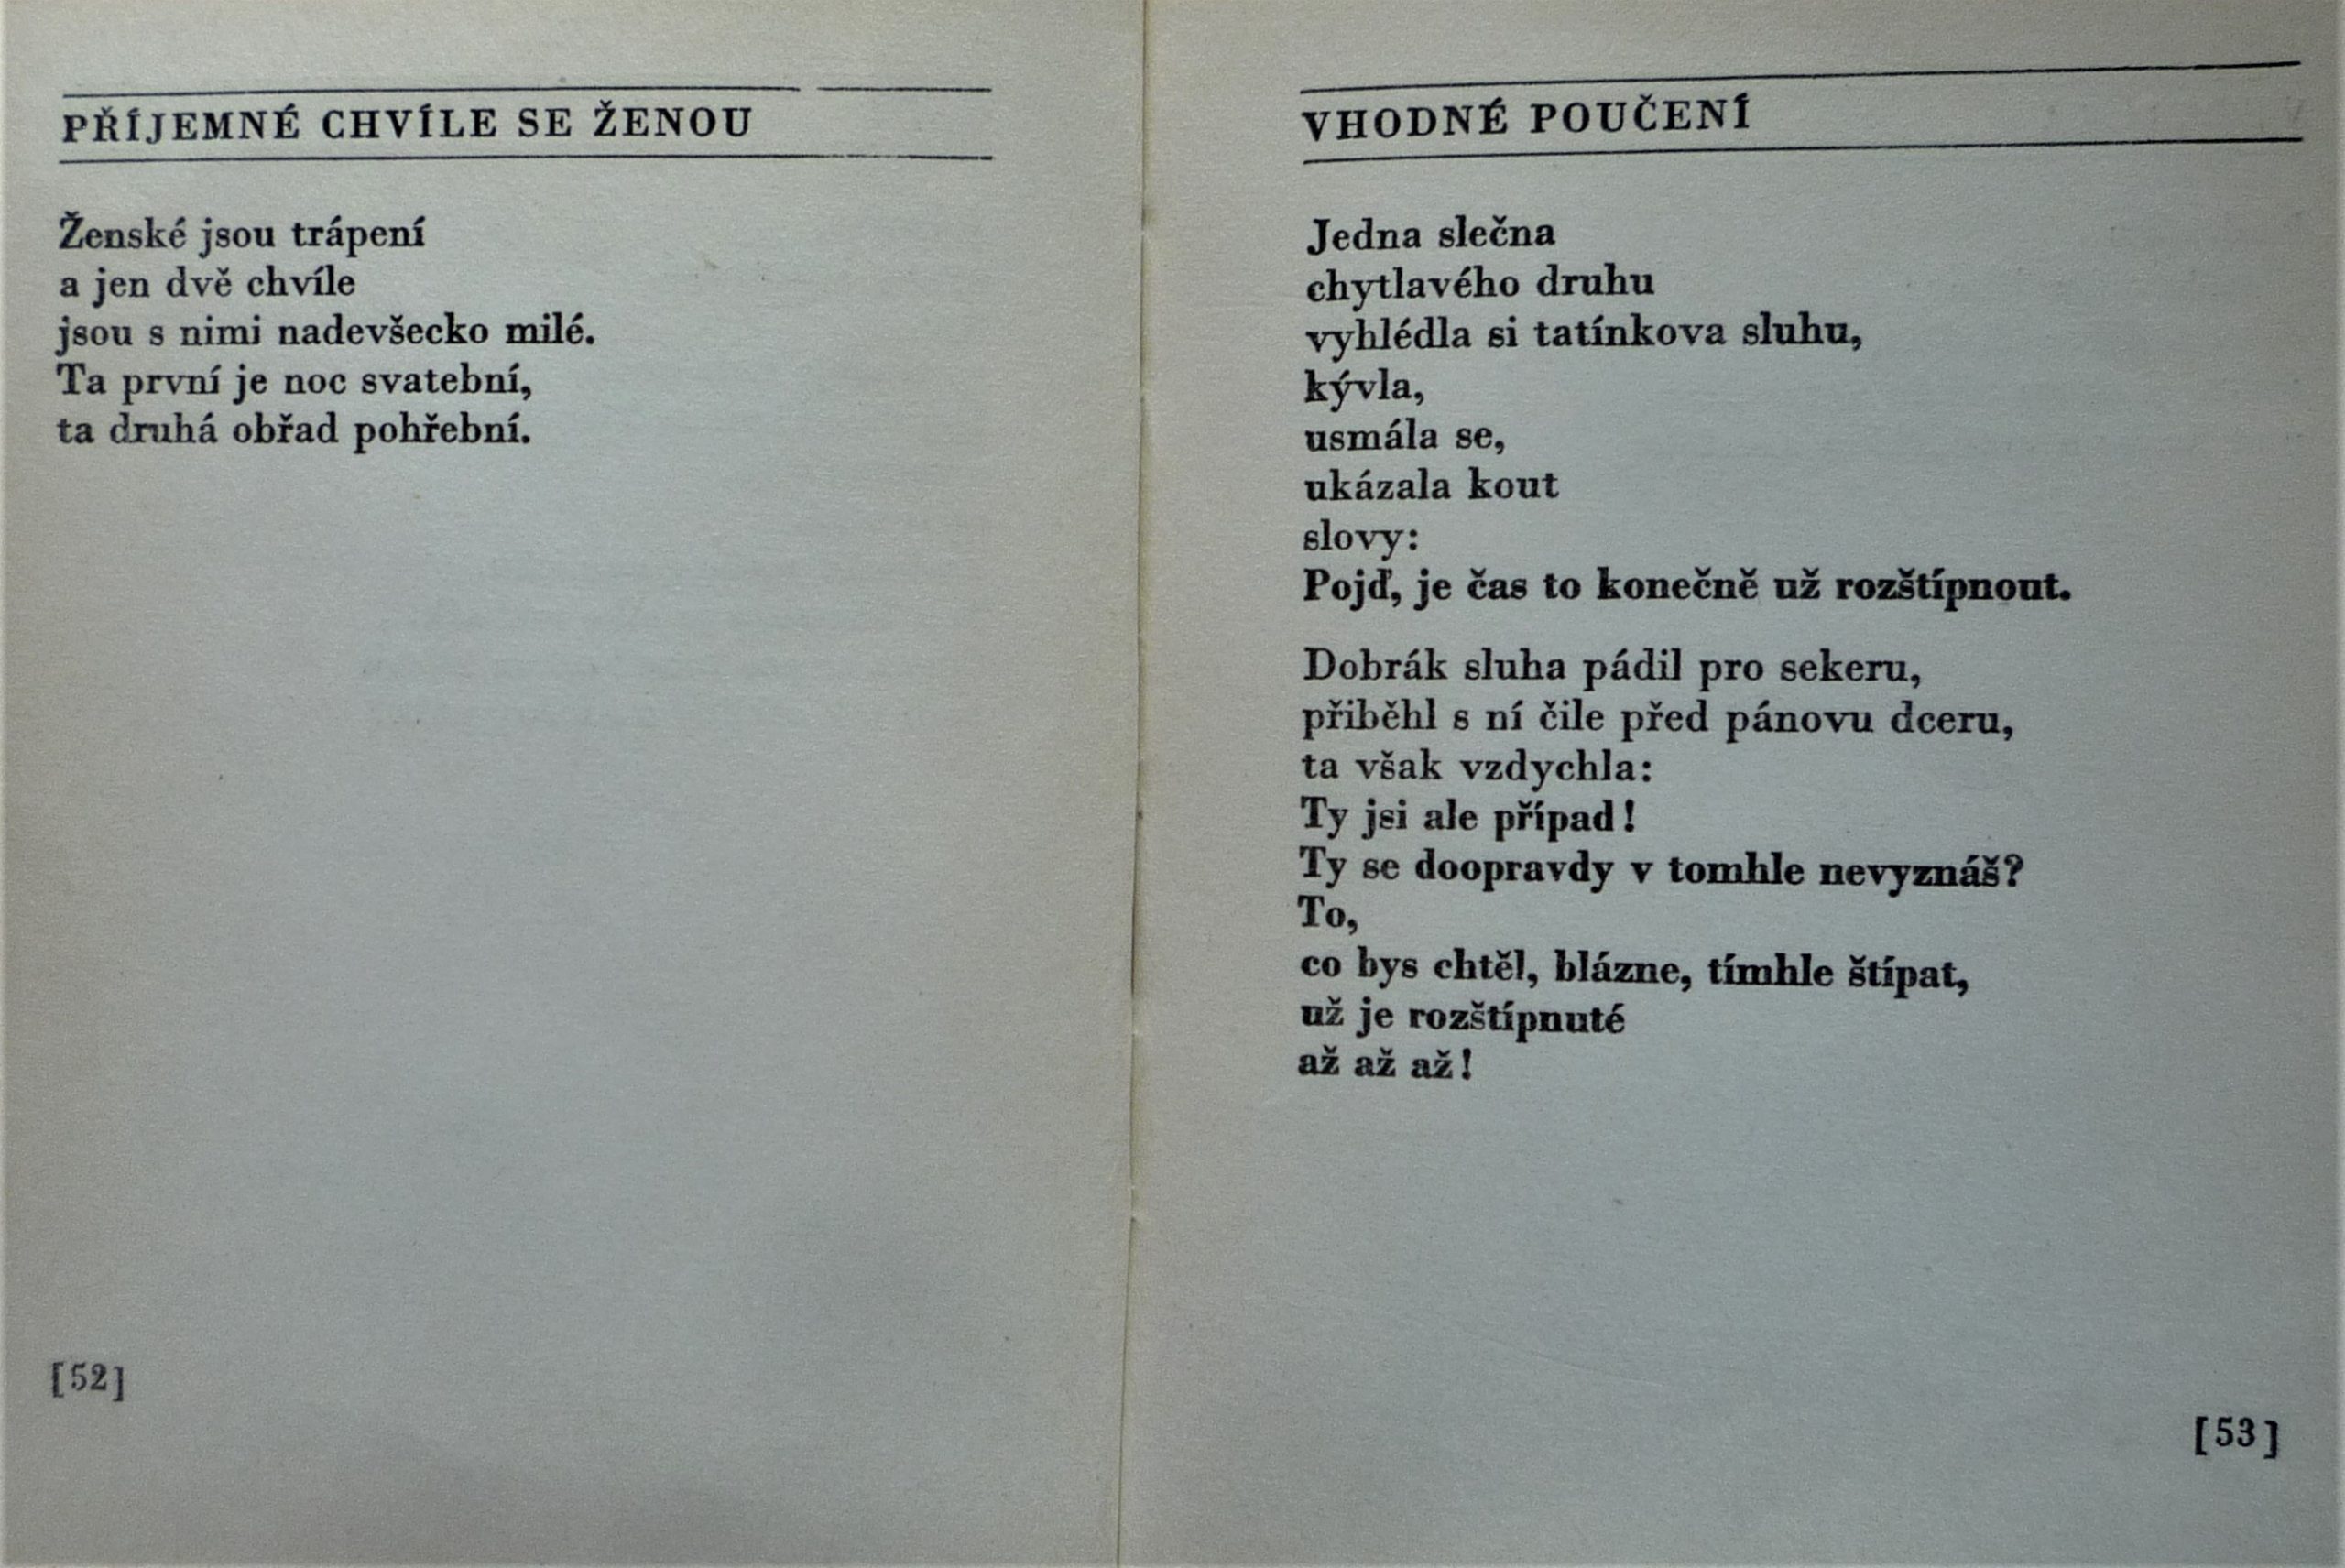 PŘÍJEMNÉ CHVÍLE SE ŽENOU
Ženské jsou trápení
a jen dvě chvíle
jsou s nimi nadevšecko milé.
Ta první je noc svatební,
ta druhá obřad pohřební.
[52]
VHODNÉ POUČENÍ
Jedna slečna
chytlavého druhu
vyhlédla si tatínkova sluhu,
kývla,
usmála se,
ukázala kout
slovy:
Pojď, je čas to konečně už rozštípnout.
Dobrák sluha pádil pro sekeru,
přiběhl s ní čile před pánovu dceru,
ta však vzdychla:
Ty jsi ale případ!
Ty se doopravdy v tomhle nevyznáš?
To,
co bys chtěl, blázne, tímhle štípat,
už je rozštípnuté
až až až!
[53]